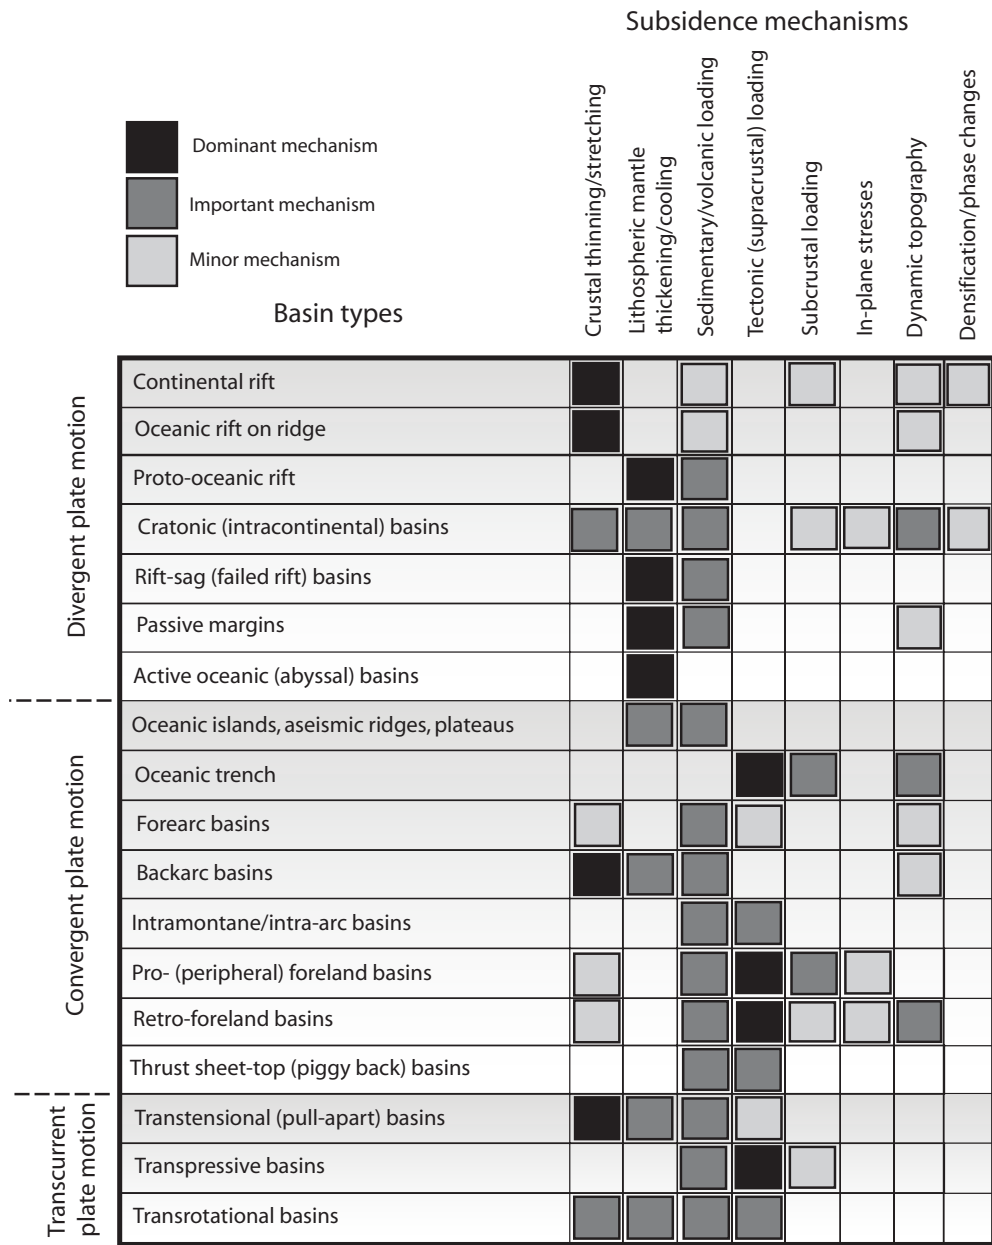 Subsidence mechanisms
Dominant mechanism
Important mechanism
Minor mechanism
Basin types
Crustal thinning/stretching
Lithospheric mantle
thickening/cooling
Sedimentary/volcanic loading
Tectonic (supracrustal) loading
Subcrustal loading
In-plane stresses
Dynamic topography
Densification/phase changes
Divergent plate motion
Continental rift
Oceanic rift on ridge
Proto-oceanic rift
Cratonic (intracontinental) basins
Rift-sag (failed rift) basins
Passive margins
Active oceanic (abyssal) basins
Convergent plate motion
Oceanic islands, aseismic ridges, plateaus
Oceanic trench
Forearc basins
Backarc basins
Intramontane/intra-arc basins
Pro- (peripheral) foreland basins
Retro-foreland basins
Thrust sheet-top (piggy back) basins
Transcurrent
plate motion
Transtensional (pull-apart) basins
Transpressive basins
Transrotational basins